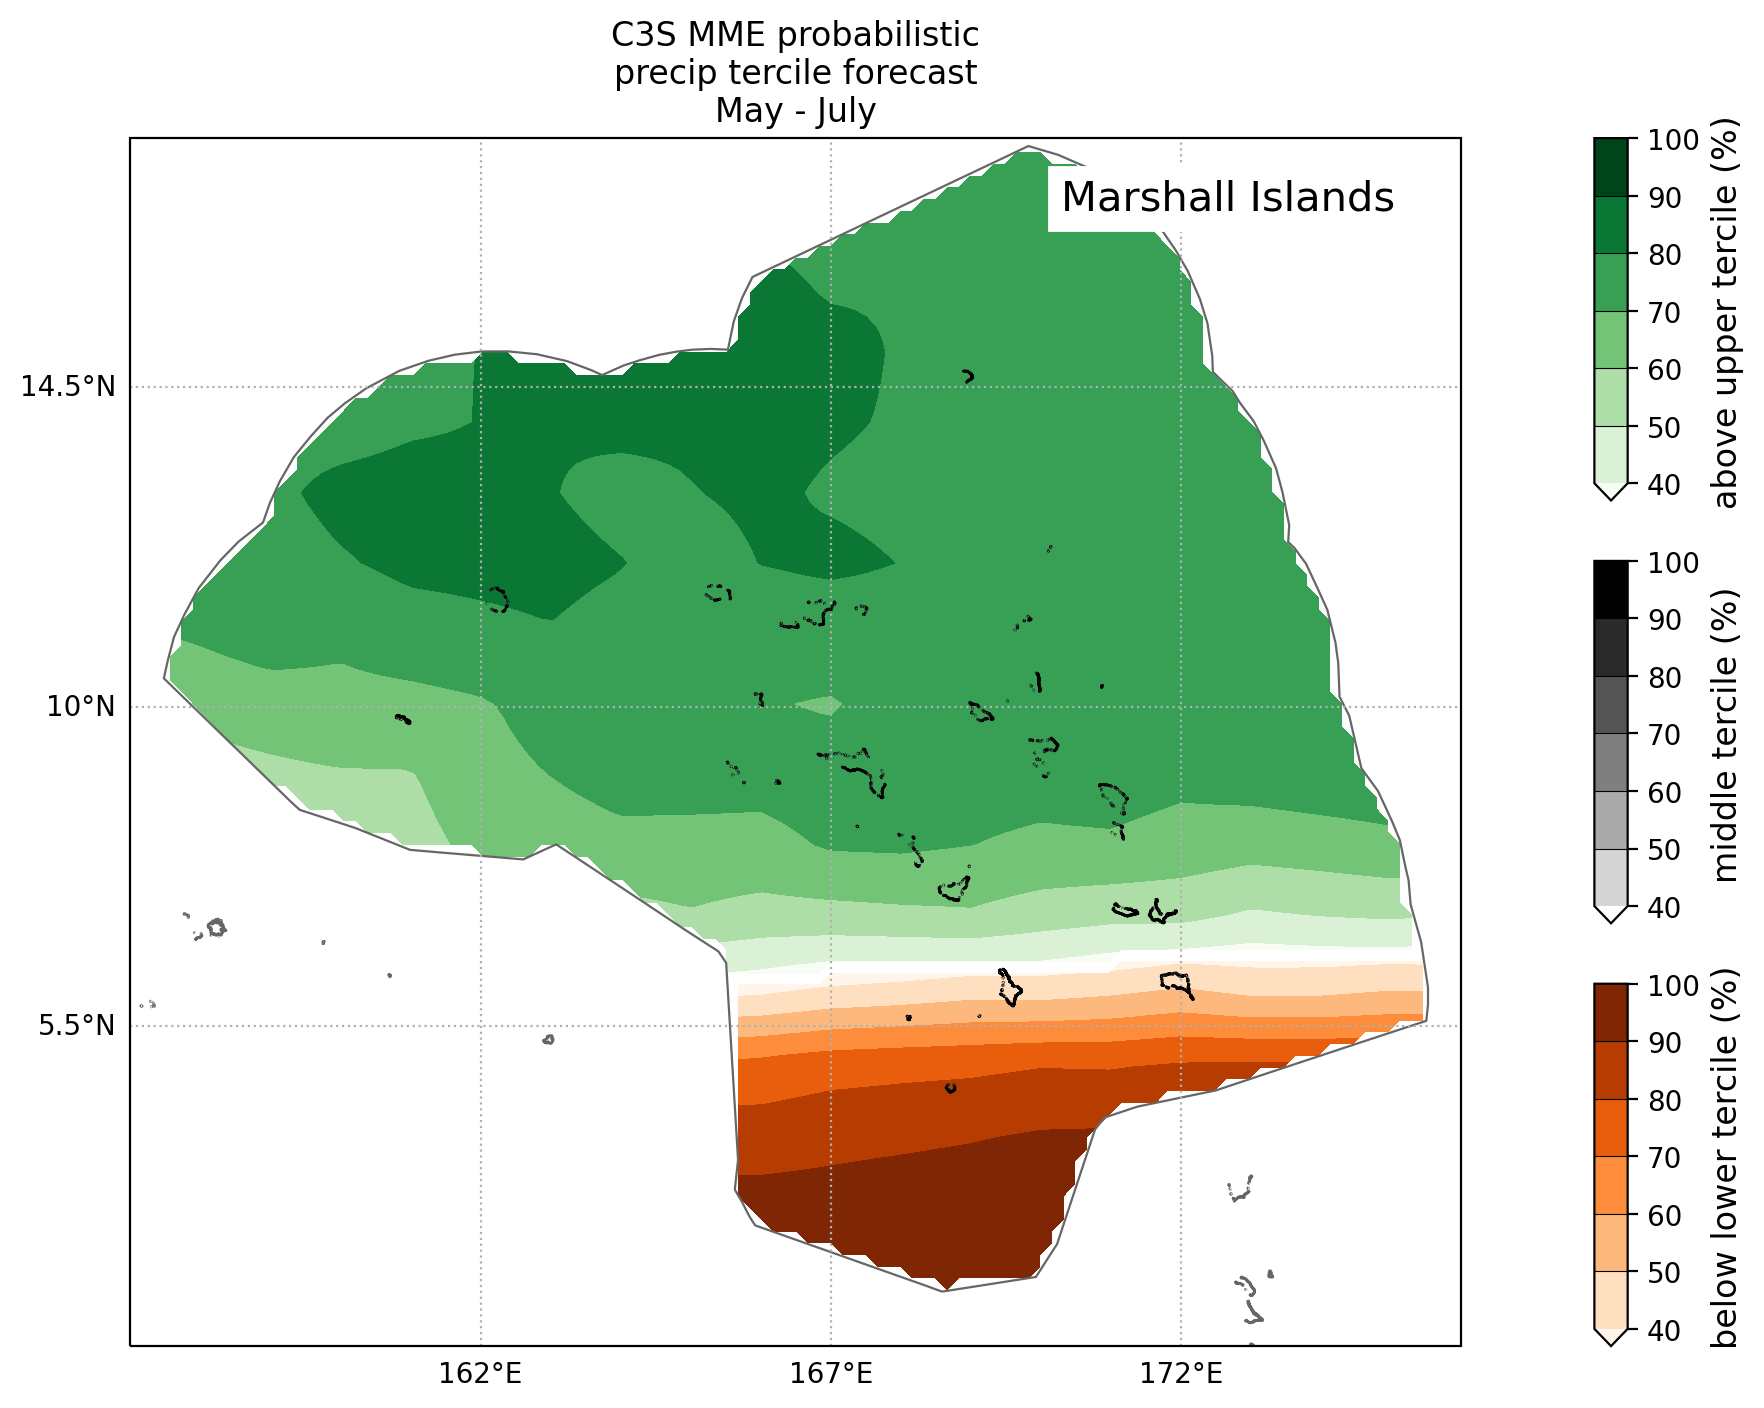 C3S MME probabilistic
precip tercile forecast
May - July
Marshall Islands
14.5°N
10°N
5.5°N
162°E
167°E
172°E
100
90
80
70
60
50
40
above upper tercile (%)
100
90
80
70
60
50
40
middle tercile (%)
100
90
80
70
60
50
40
below lower tercile (%)